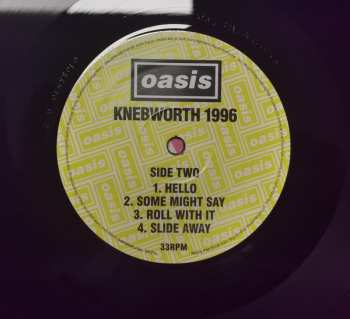 oasis
KNEBWORTH 1996
SIDE TWO
1. HELLO
2. SOME MIGHT SAY
3. ROLL WITH IT
4. SLIDE AWAY
33RPM